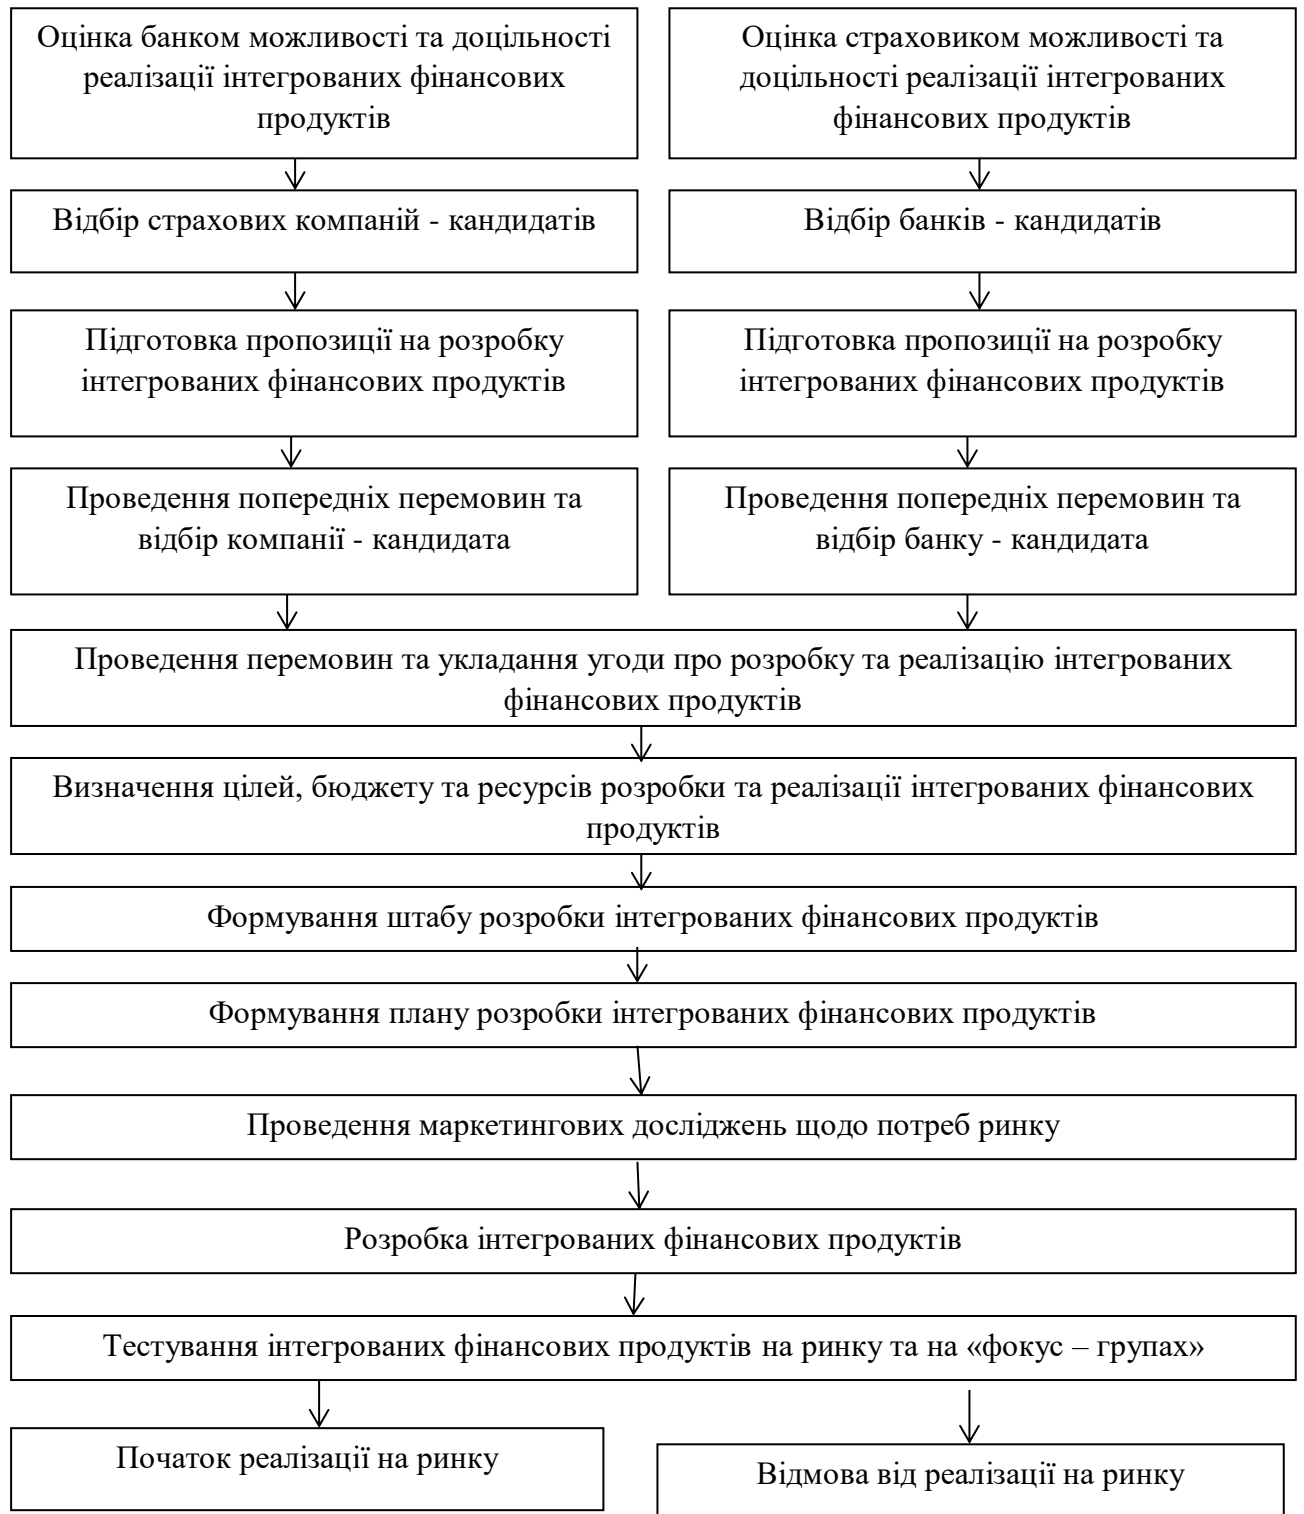 Оцінка банком можливості та доцільності
реалізації інтегрованих фінансових
продуктів
Оцінка страховиком можливості та
доцільності реалізації інтегрованих
фінансових продуктів
Відбір страхових компаній - кандидатів
Відбір банків - кандидатів
Підготовка пропозиції на розробку
інтегрованих фінансових продуктів
Підготовка пропозиції на розробку
інтегрованих фінансових продуктів
Проведення попередніх перемовин та
відбір компанії - кандидата
Проведення попередніх перемовин та
відбір банку - кандидата
Проведення перемовин та укладання угоди про розробку та реалізацію інтегрованих
фінансових продуктів
Визначення цілей, бюджету та ресурсів розробки та реалізації інтегрованих фінансових
продуктів
Формування штабу розробки інтегрованих фінансових продуктів
Формування плану розробки інтегрованих фінансових продуктів
Проведення маркетингових досліджень щодо потреб ринку
Розробка інтегрованих фінансових продуктів
Тестування інтегрованих фінансових продуктів на ринку та на «фокус – групах»
Початок реалізації на ринку
Відмова від реалізації на ринку